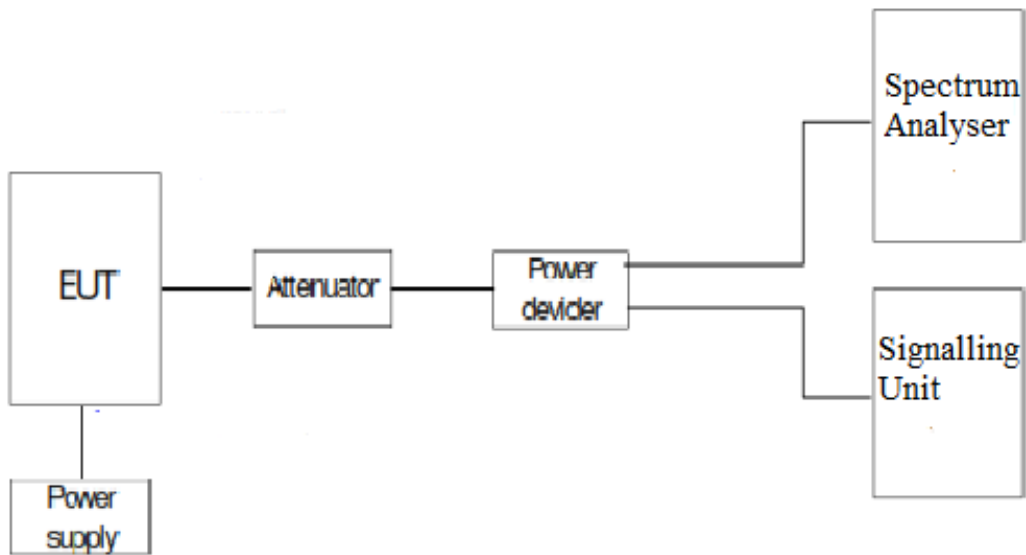 Spectrum
Analyser
EUT
Attenuator
Power
devider
Signalling
Unit
Power
supply